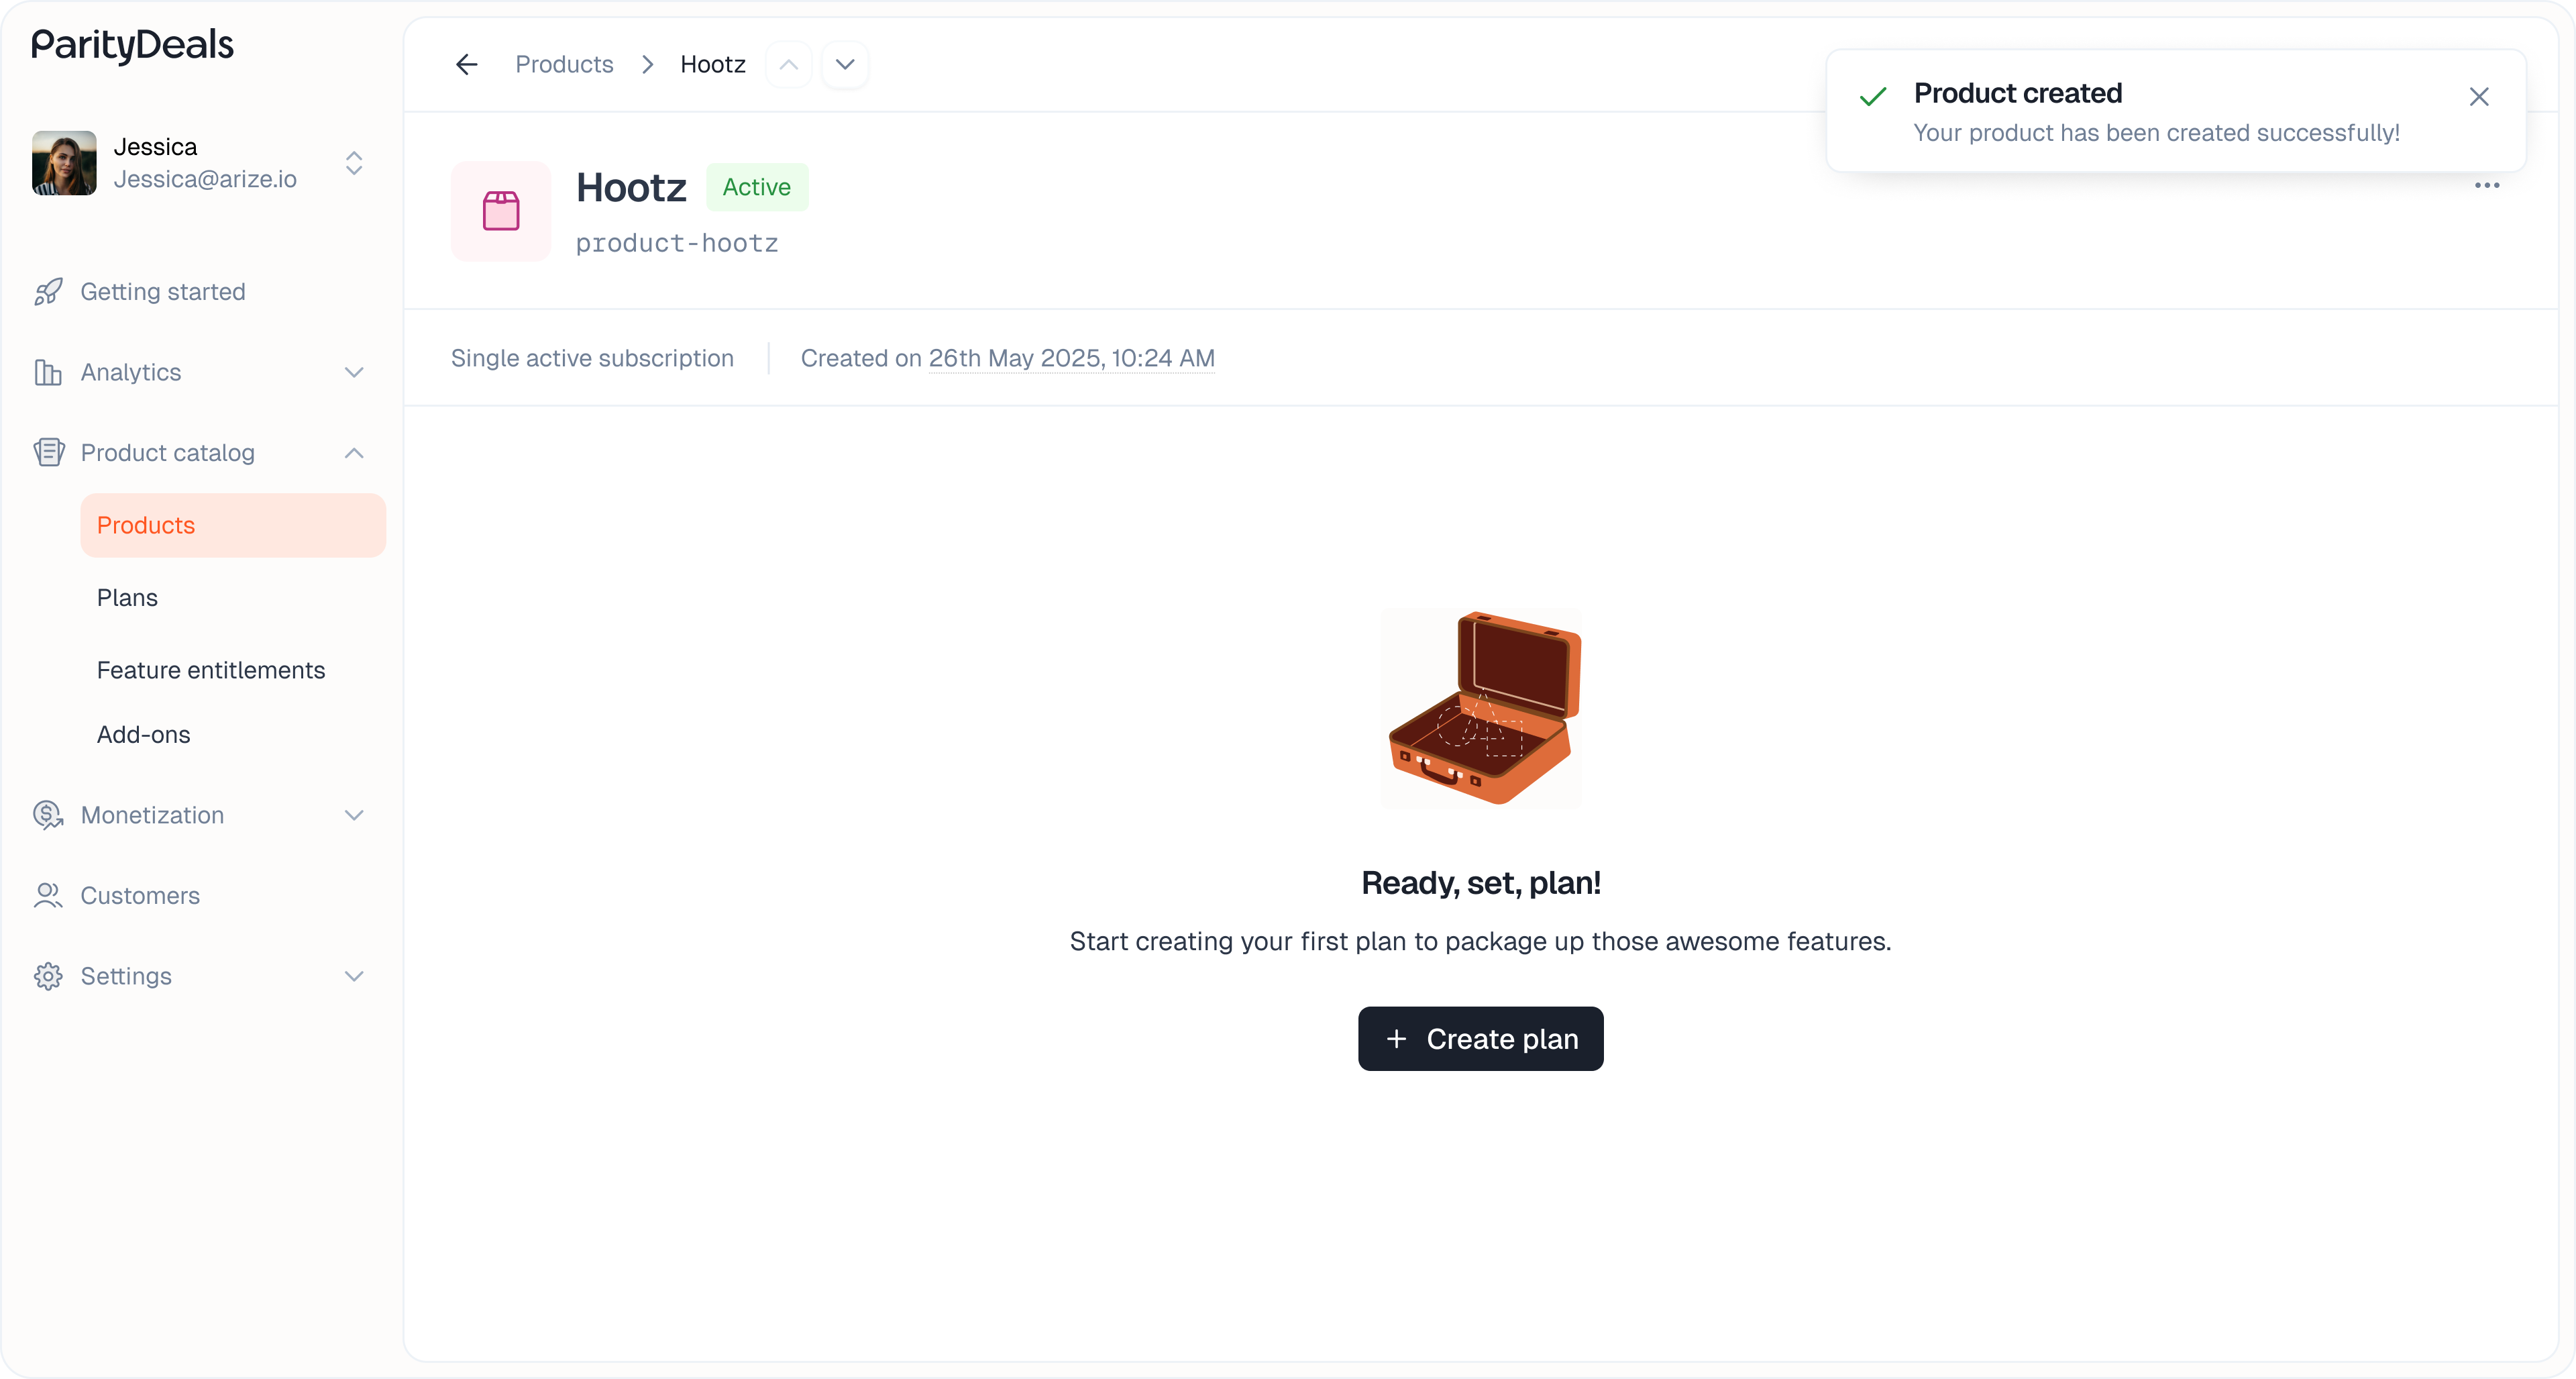 ParityDeals
Jessica
Jessica@arize.io
Getting started
Analytics
Product catalog
Products
Plans
Feature entitlements
Add-ons
Monetization
Customers
Settings
Products
Hootz
Product created
Your product has been created successfully!
Hootz
Active
product-hootz
Single active subscription
Created on 26th May 2025, 10:24 AM
Ready, set, plan!
Start creating your first plan to package up those awesome features.
Create plan